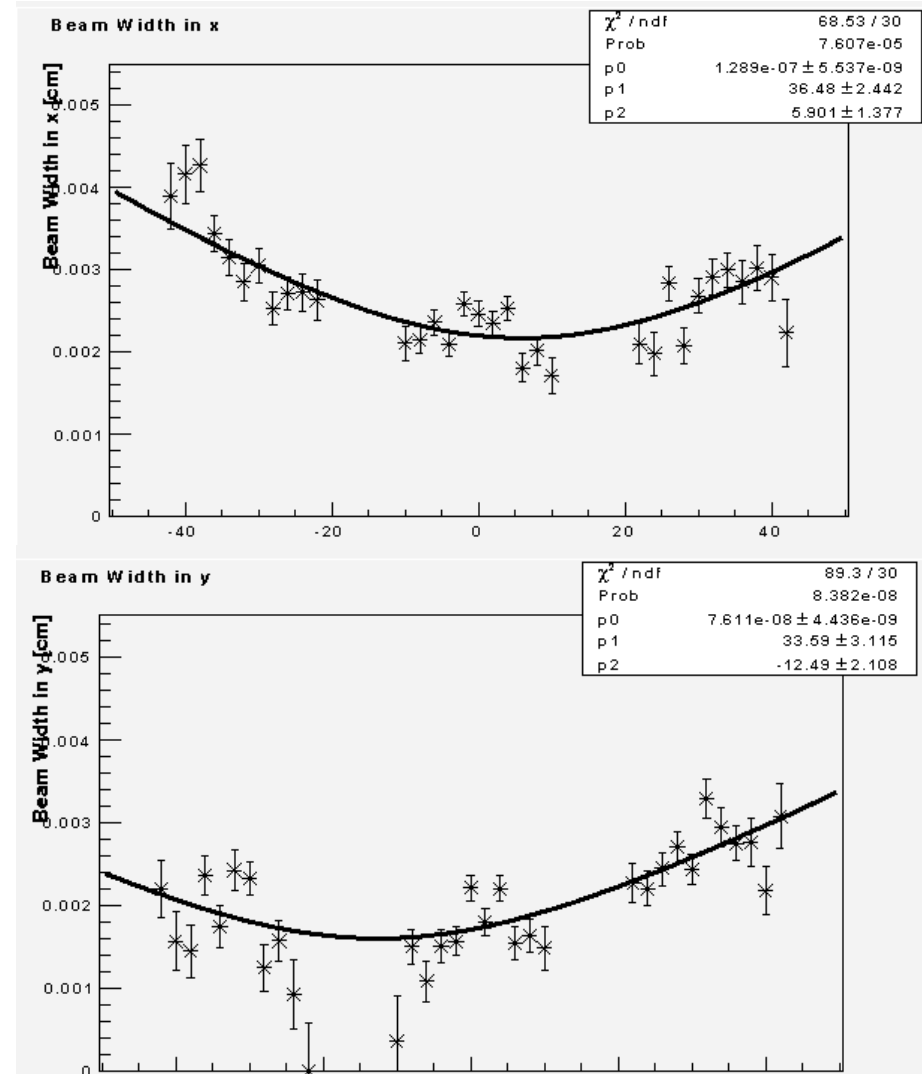 Beam Width in x
χ² / ndf 68.53 / 30
Prob 7.607e-05
p0 1.289e-07 ± 5.537e-09
p1 36.48 ± 2.442
p2 5.901 ± 1.377
Beam Width in x [cm]
0.005
0.004
0.003
0.002
0.001
0
-40 -20 0 20 40
Beam Width in y
χ² / ndf 89.3 / 30
Prob 8.382e-08
p0 7.611e-08 ± 4.436e-09
p1 33.59 ± 3.115
p2 -12.49 ± 2.108
Beam Width in y [cm]
0.005
0.004
0.003
0.002
0.001
0